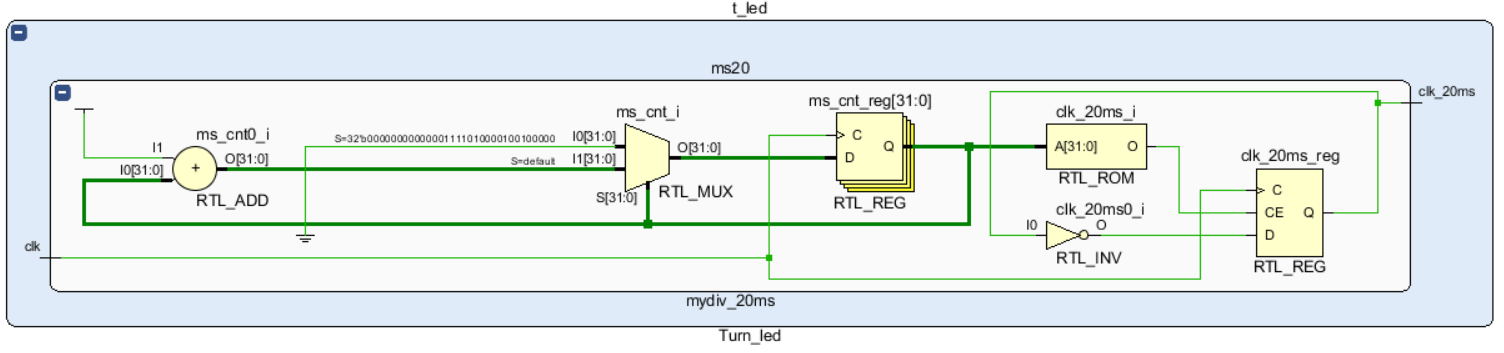 t_led
ms20
clk_20ms
ms_cnt_reg[31:0]
ms_cnt_i
clk_20ms_i
ms_cnt0_i
S=32'b00000000000001111010000100100000
I0[31:0]
C
I1
O[31:0]
O[31:0]
Q
A[31:0]
O
clk_20ms_reg
I0[31:0]
S=default
I1[31:0]
D
+
RTL_ROM
RTL_ADD
S[31:0]
RTL_MUX
RTL_REG
C
clk_20ms0_i
CE
Q
I0
O
D
clk
RTL_INV
RTL_REG
mydiv_20ms
Turn_led